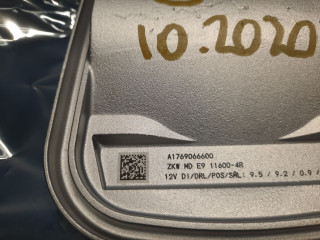 10.2020
A1769066600
ZKW MD E9 11600-4R
12V DI/DRL/POS/SML: 9.5 / 9.2 / 0.9 /